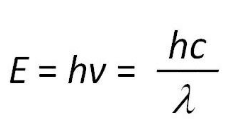 E = hν = hc / λ